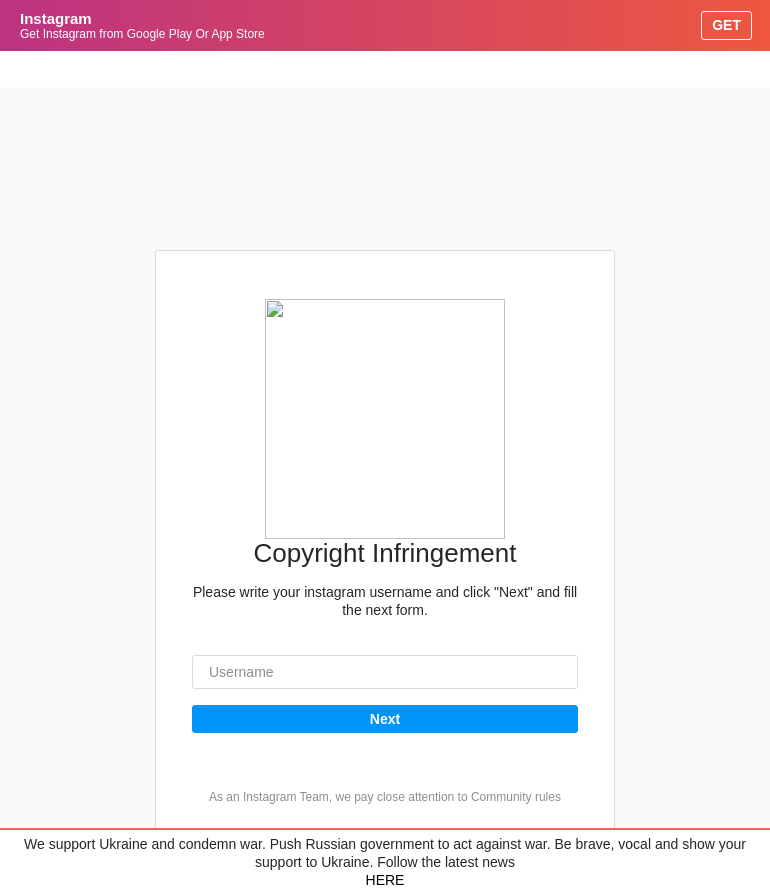 Instagram
Get Instagram from Google Play Or App Store
GET
Copyright Infringement
Please write your instagram username and click "Next" and fill
the next form.
Username
Next
As an Instagram Team, we pay close attention to Community rules
We support Ukraine and condemn war. Push Russian government to act against war. Be brave, vocal and show your
support to Ukraine. Follow the latest news
HERE